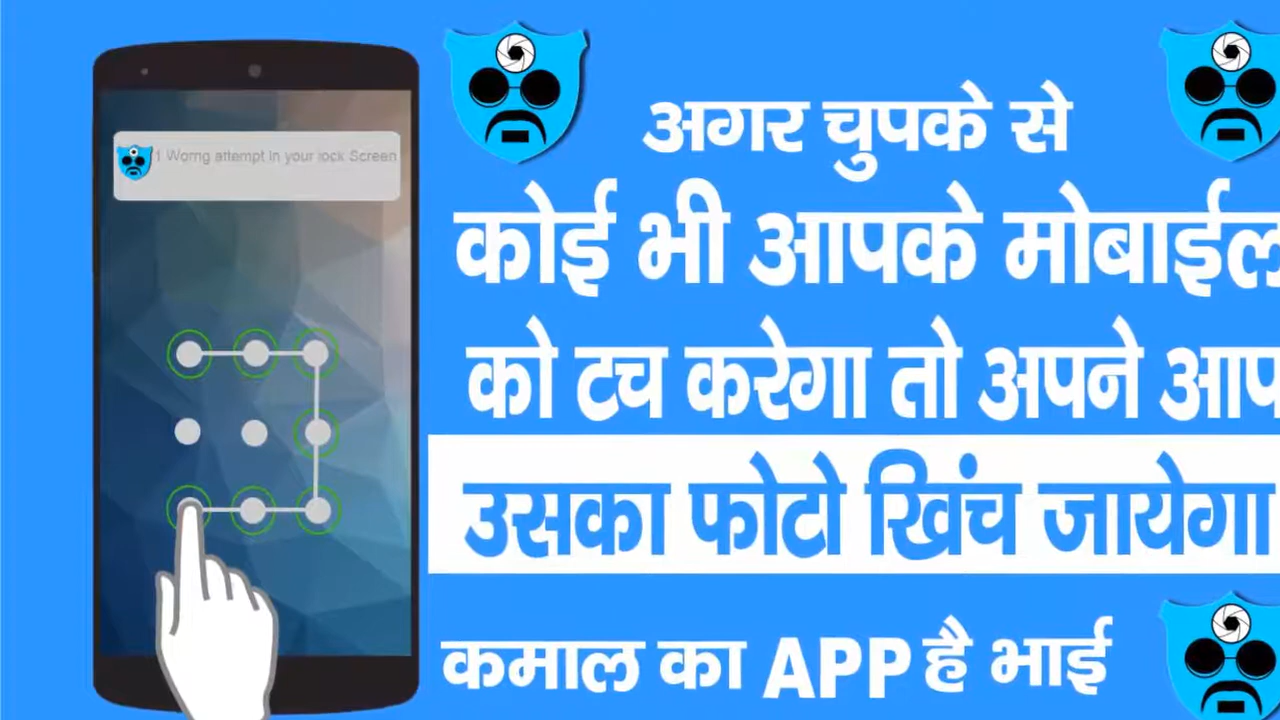 1 Worng attempt in your lock Screen
अगर चुपके से
कोई भी आपके मोबाईल
को टच करेगा तो अपने आप
उसका फोटो खिंच जायेगा
कमाल का APP है भाई